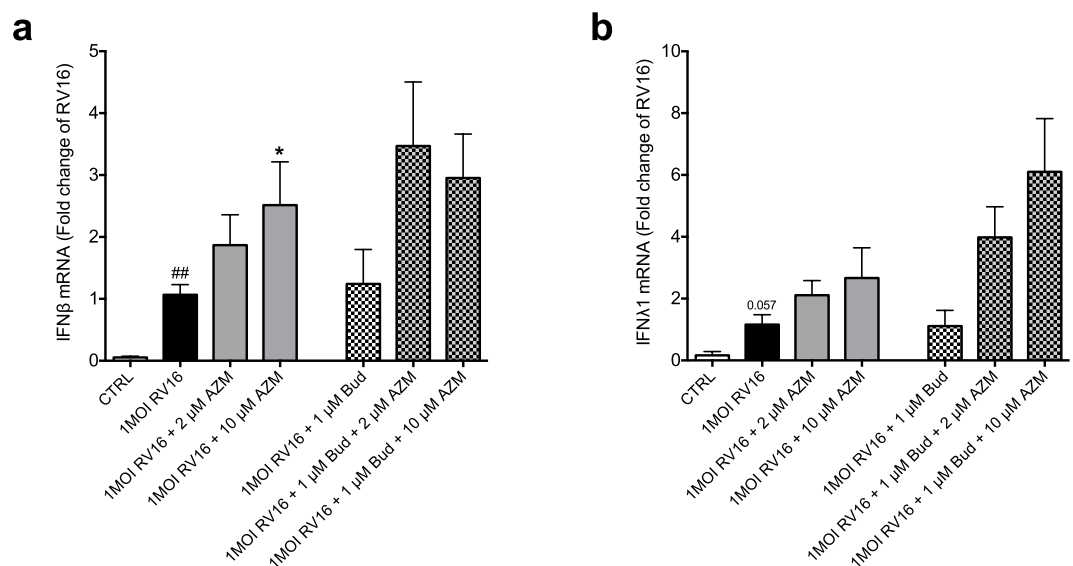 a
IFNβ mRNA (Fold change of RV16)
5
4
3
2
1
0
##
*
CTRL
1MOI RV16
1MOI RV16 + 2 µM AZM
1MOI RV16 + 10 µM AZM
1MOI RV16 + 1 µM Bud
1MOI RV16 + 1 µM Bud + 2 µM AZM
1MOI RV16 + 1 µM Bud + 10 µM AZM
b
IFNλ1 mRNA (Fold change of RV16)
10
8
6
4
2
0
0.057
CTRL
1MOI RV16
1MOI RV16 + 2 µM AZM
1MOI RV16 + 10 µM AZM
1MOI RV16 + 1 µM Bud
1MOI RV16 + 1 µM Bud + 2 µM AZM
1MOI RV16 + 1 µM Bud + 10 µM AZM